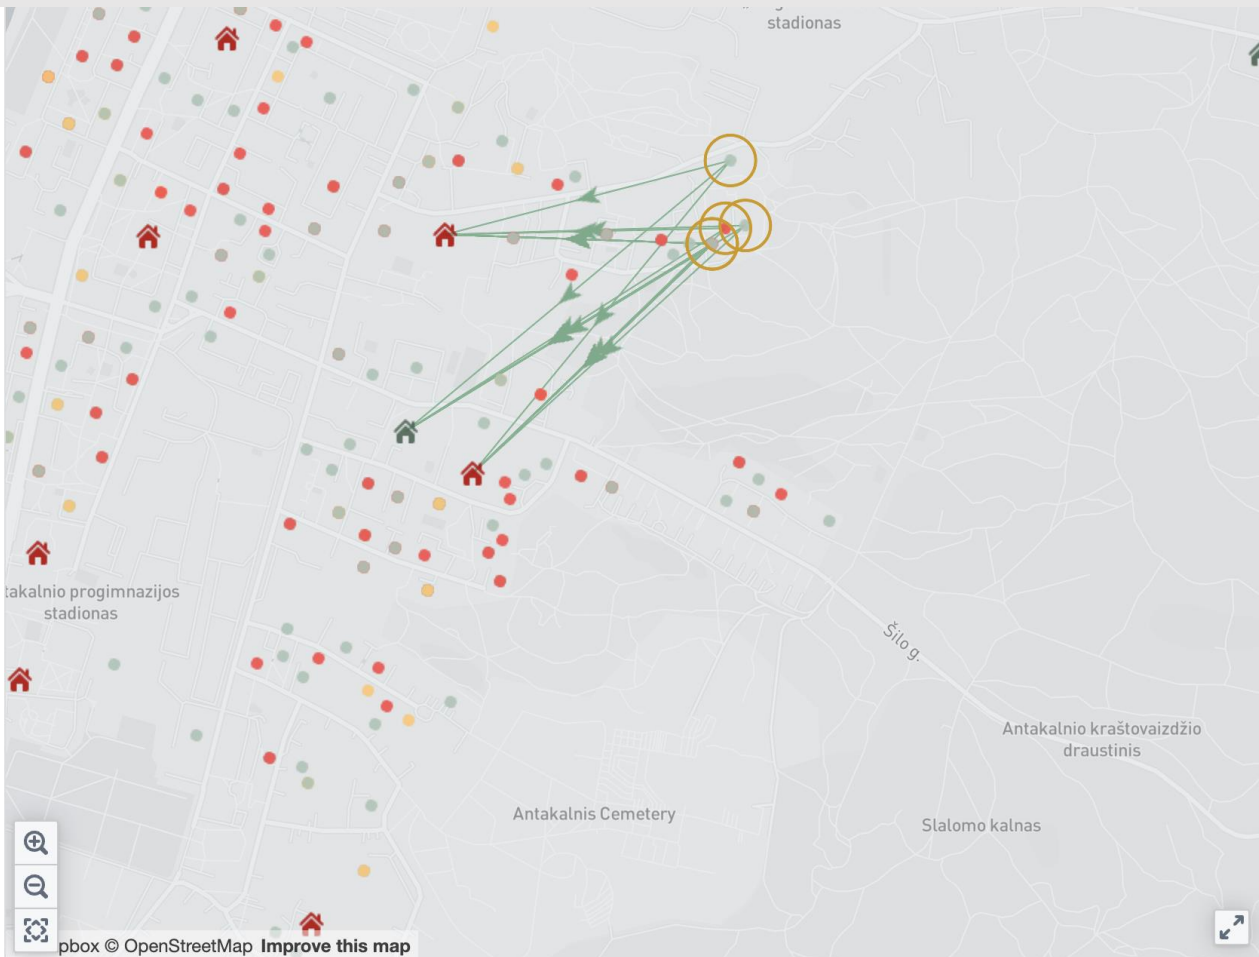 stadionas
takalnio progimnazijos
stadionas
Šilo g.
Antakalnio kraštovaizdžio
draustinis
Antakalnis Cemetery
Slalomo kalnas
pbox © OpenStreetMap Improve this map